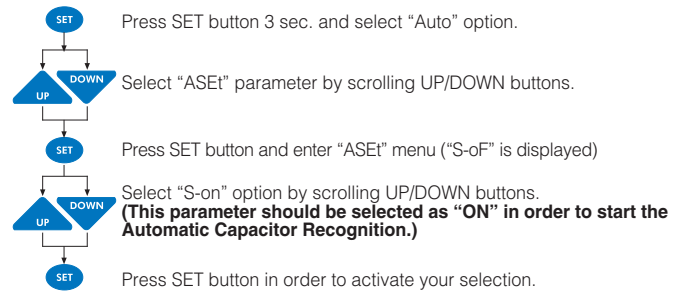 SET
Press SET button 3 sec. and select “Auto” option.
UP
DOWN
Select “ASEt” parameter by scrolling UP/DOWN buttons.
SET
Press SET button and enter “ASEt” menu (“S-oF” is displayed)
UP
DOWN
Select “S-on” option by scrolling UP/DOWN buttons.
(This parameter should be selected as “ON” in order to start the
Automatic Capacitor Recognition.)
SET
Press SET button in order to activate your selection.